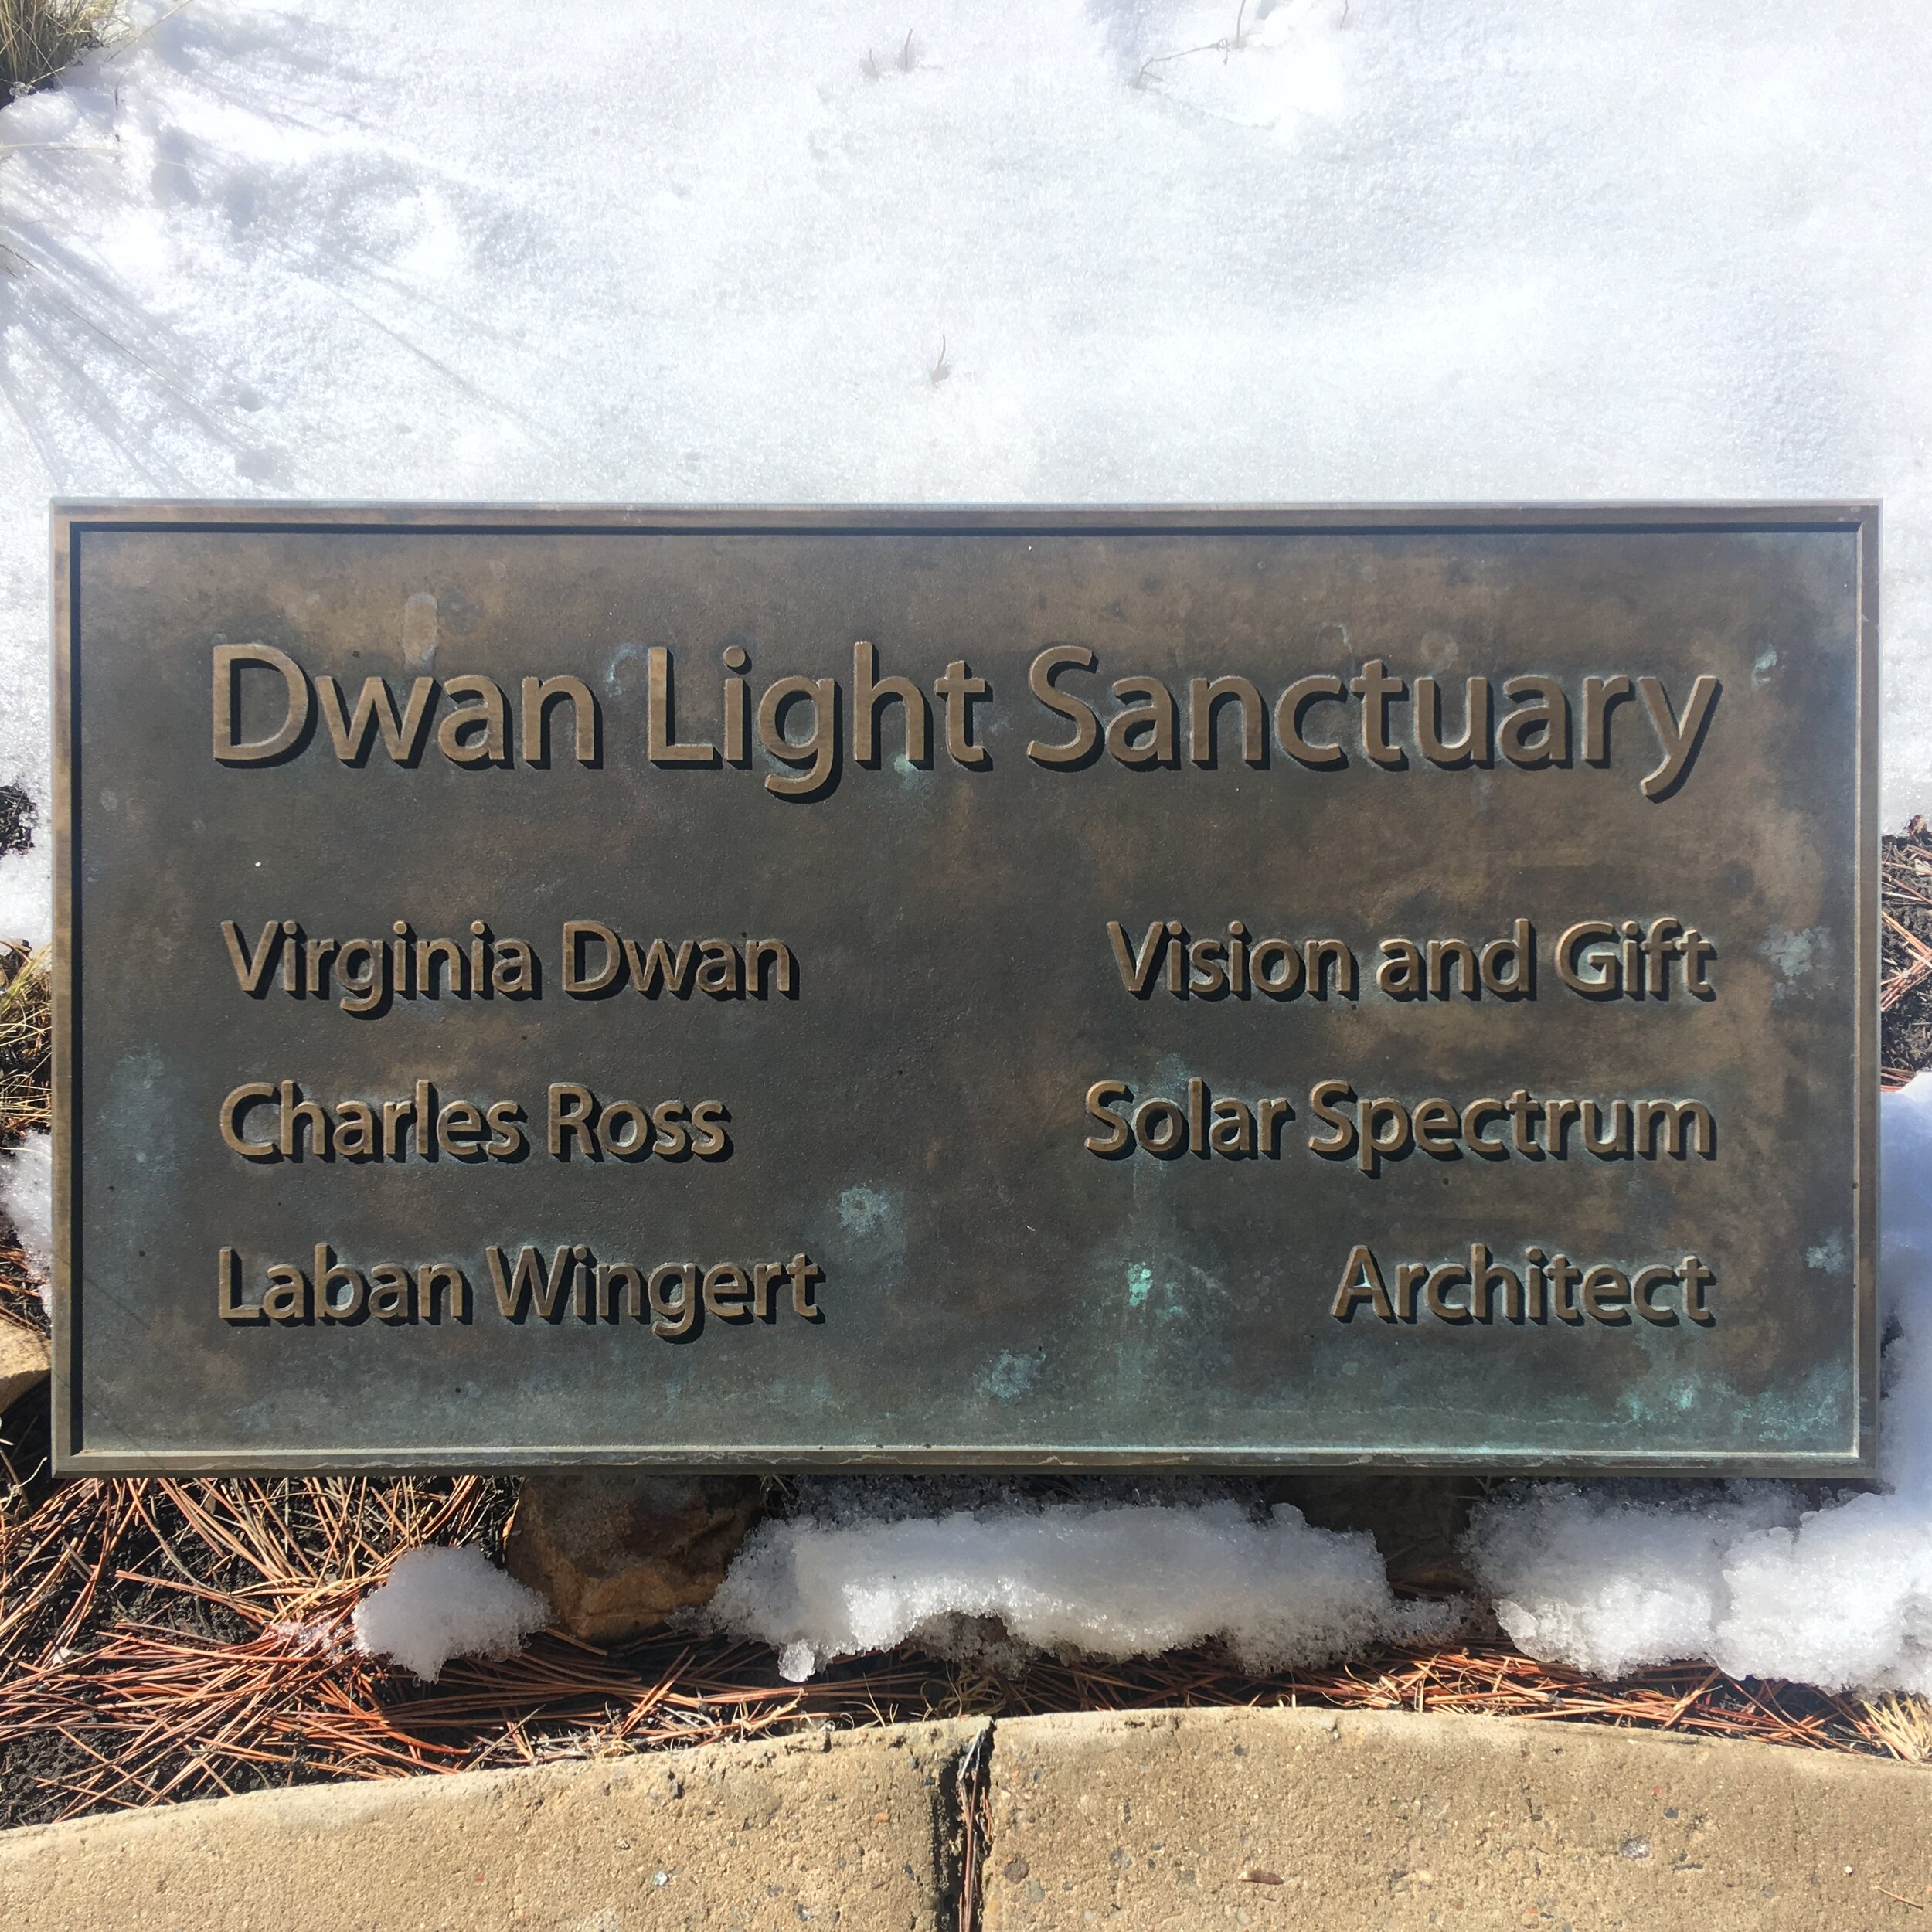 Dwan Light Sanctuary
Virginia Dwan Vision and Gift
Charles Ross Solar Spectrum
Laban Wingert Architect